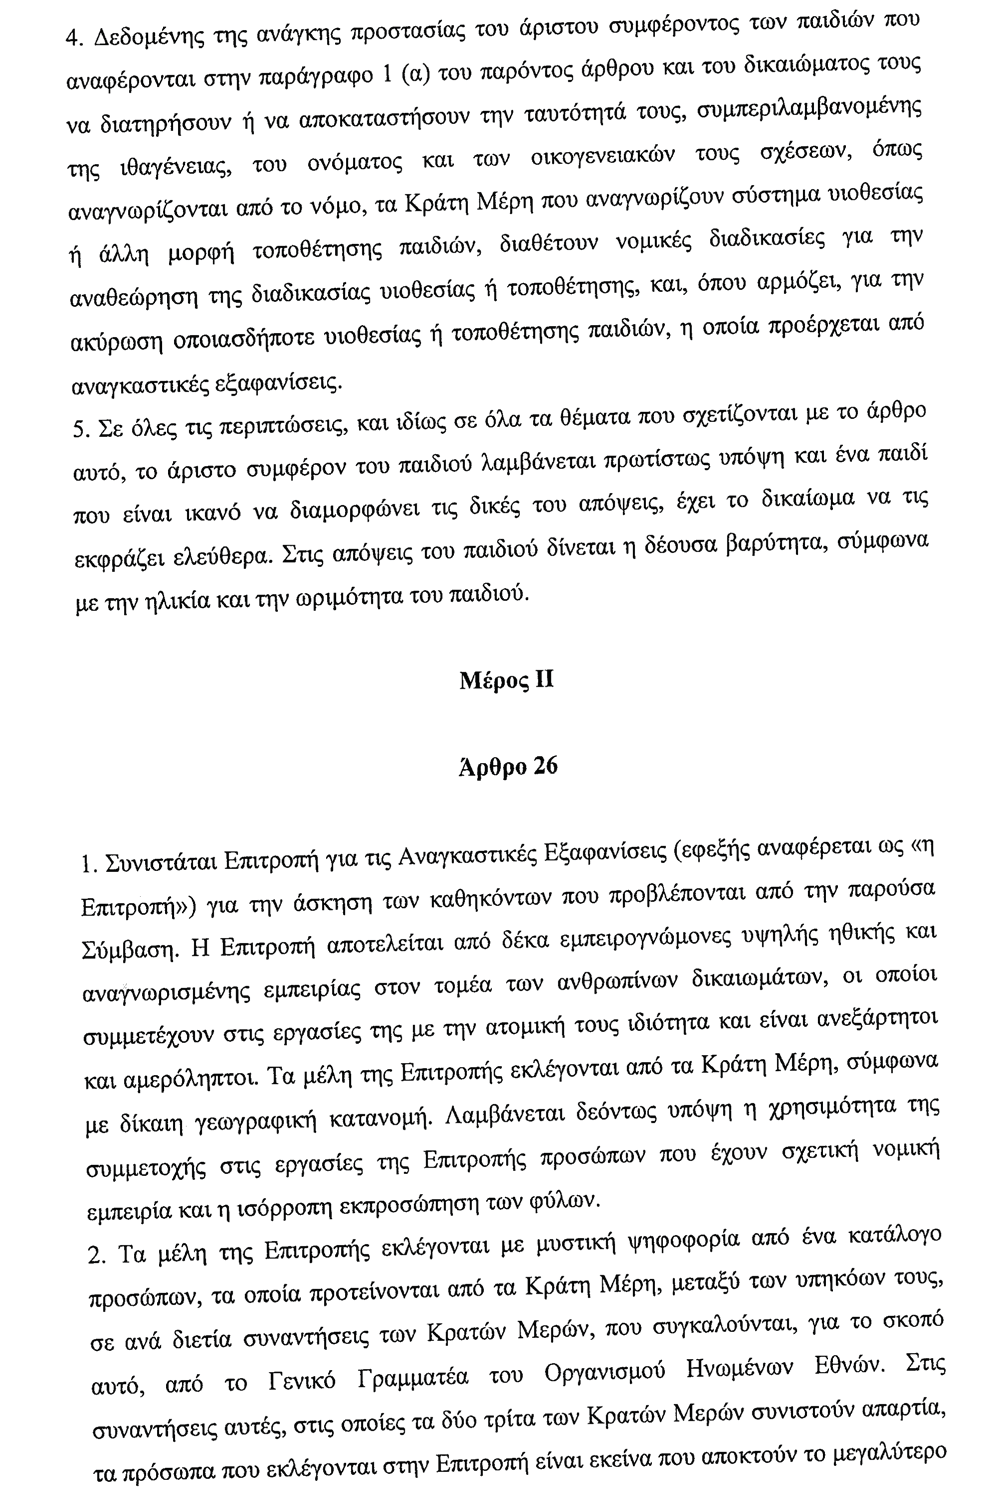 4. Δεδομένης της ανάγκης προστασίας του άριστου συμφέροντος των παιδιών που
αναφέρονται στην παράγραφο 1 (α) του παρόντος άρθρου και του δικαιώματος τους
να διατηρήσουν ή να αποκαταστήσουν την ταυτότητά τους, συμπεριλαμβανομένης
της ιθαγένειας, του ονόματος και των οικογενειακών τους σχέσεων, όπως
αναγνωρίζονται από το νόμο, τα Κράτη Μέρη που αναγνωρίζουν σύστημα υιοθεσίας
ή άλλη μορφή τοποθέτησης παιδιών, διαθέτουν νομικές διαδικασίες για την
αναθεώρηση της διαδικασίας υιοθεσίας ή τοποθέτησης, και, όπου αρμόζει, για την
ακύρωση οποιασδήποτε υιοθεσίας ή τοποθέτησης παιδιών, η οποία προέρχεται από
αναγκαστικές εξαφανίσεις.
5. Σε όλες τις περιπτώσεις, και ιδίως σε όλα τα θέματα που σχετίζονται με το άρθρο
αυτό, το άριστο συμφέρον του παιδιού λαμβάνεται πρωτίστως υπόψη και ένα παιδί
που είναι ικανό να διαμορφώνει τις δικές του απόψεις, έχει το δικαίωμα να τις
εκφράζει ελεύθερα. Στις απόψεις του παιδιού δίνεται η δέουσα βαρύτητα, σύμφωνα
με την ηλικία και την ωριμότητα του παιδιού.
Μέρος ΙΙ
Άρθρο 26
1. Συνιστάται Επιτροπή για τις Αναγκαστικές Εξαφανίσεις (εφεξής αναφέρεται ως «η
Επιτροπή») για την άσκηση των καθηκόντων που προβλέπονται από την παρούσα
Σύμβαση. Η Επιτροπή αποτελείται από δέκα εμπειρογνώμονες υψηλής ηθικής και
αναγνωρισμένης εμπειρίας στον τομέα των ανθρωπίνων δικαιωμάτων, οι οποίοι
συμμετέχουν στις εργασίες της με την ατομική τους ιδιότητα και είναι ανεξάρτητοι
και αμερόληπτοι. Τα μέλη της Επιτροπής εκλέγονται από τα Κράτη Μέρη, σύμφωνα
με δίκαιη γεωγραφική κατανομή. Λαμβάνεται δεόντως υπόψη η χρησιμότητα της
συμμετοχής στις εργασίες της Επιτροπής προσώπων που έχουν σχετική νομική
εμπειρία και η ισόρροπη εκπροσώπηση των φύλων.
2. Τα μέλη της Επιτροπής εκλέγονται με μυστική ψηφοφορία από ένα κατάλογο
προσώπων, τα οποία προτείνονται από τα Κράτη Μέρη, μεταξύ των υπηκόων τους,
σε ανά διετία συναντήσεις των Κρατών Μερών, που συγκαλούνται, για το σκοπό
αυτό, από το Γενικό Γραμματέα του Οργανισμού Ηνωμένων Εθνών. Στις
συναντήσεις αυτές, στις οποίες τα δύο τρίτα των Κρατών Μερών συνιστούν απαρτία,
τα πρόσωπα που εκλέγονται στην Επιτροπή είναι εκείνα που αποκτούν το μεγαλύτερο